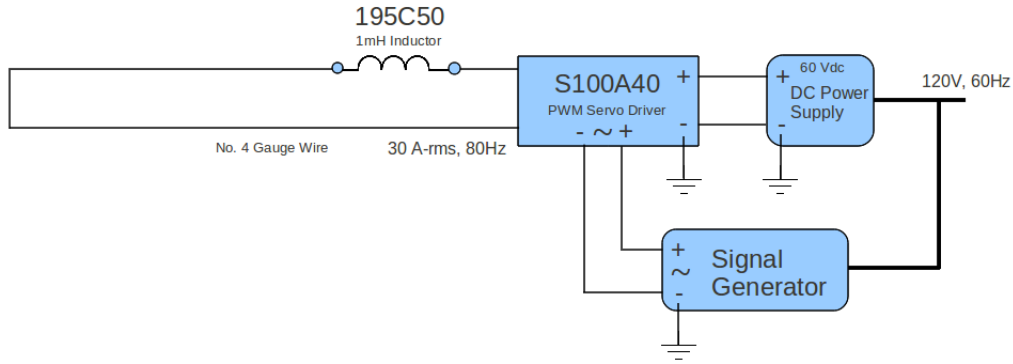 195C50
1mH Inductor
S100A40
PWM Servo Driver
+
-
- ~ +
60 Vdc
DC Power
Supply
+
-
120V, 60Hz
No. 4 Gauge Wire
30 A-rms, 80Hz
Signal
Generator
+
~
-